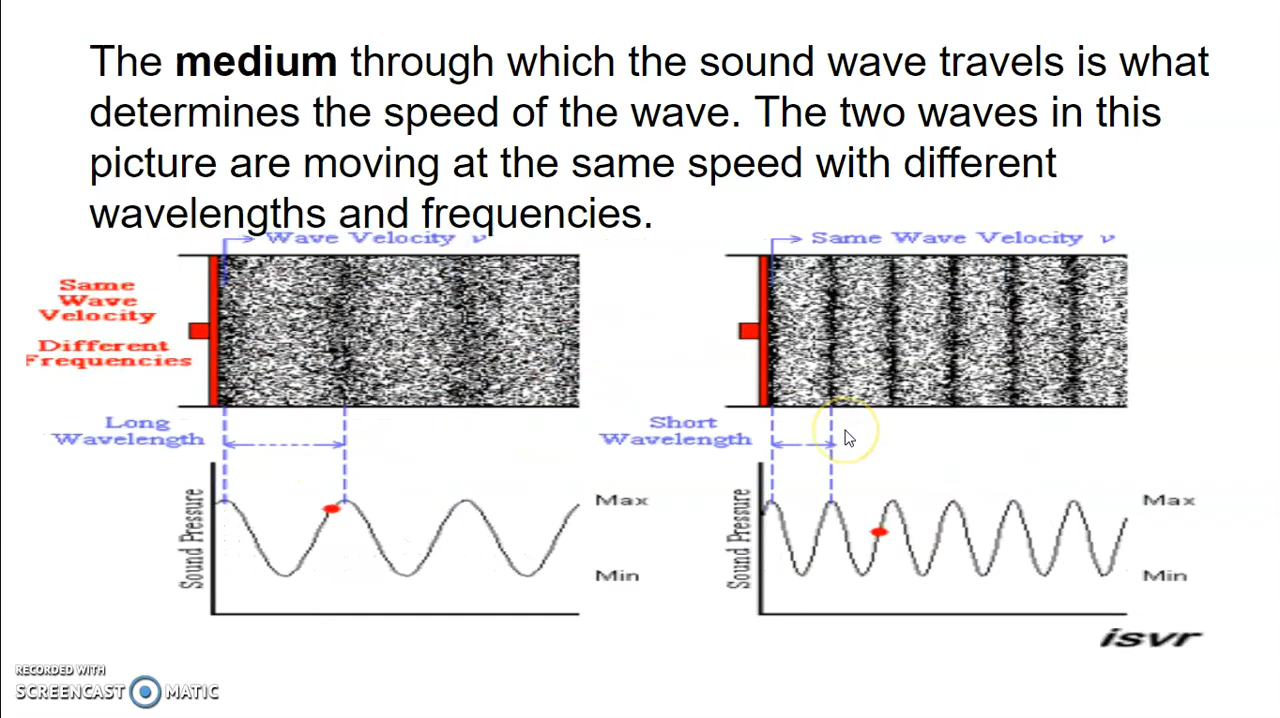 The medium through which the sound wave travels is what
determines the speed of the wave. The two waves in this
picture are moving at the same speed with different
wavelengths and frequencies.
Wave Velocity v
Same Wave Velocity v
Same
Wave
Velocity
Different
Frequencies
Long
Wavelength
Short
Wavelength
Sound Pressure
Max
Min
Sound Pressure
Max
Min
isvr
RECORDED WITH
SCREENCAST MATIC